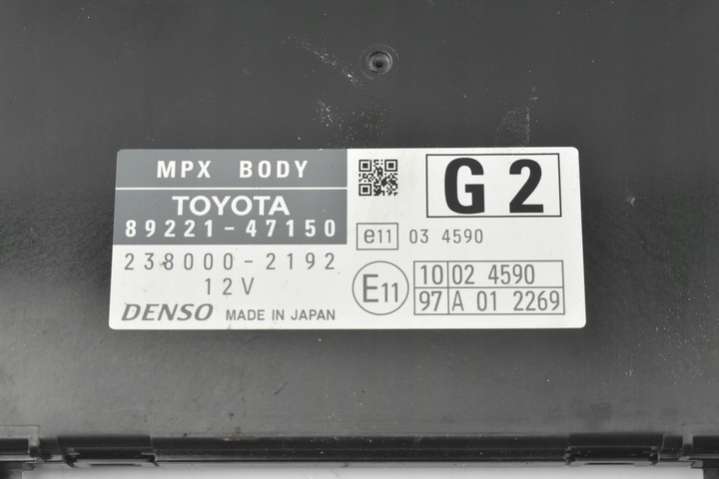 MPX BODY
TOYOTA
89221-47150
238000-2192
12V
DENSO MADE IN JAPAN
G2
e11 03 4590
E11
10 02 4590
97 A 01 2269